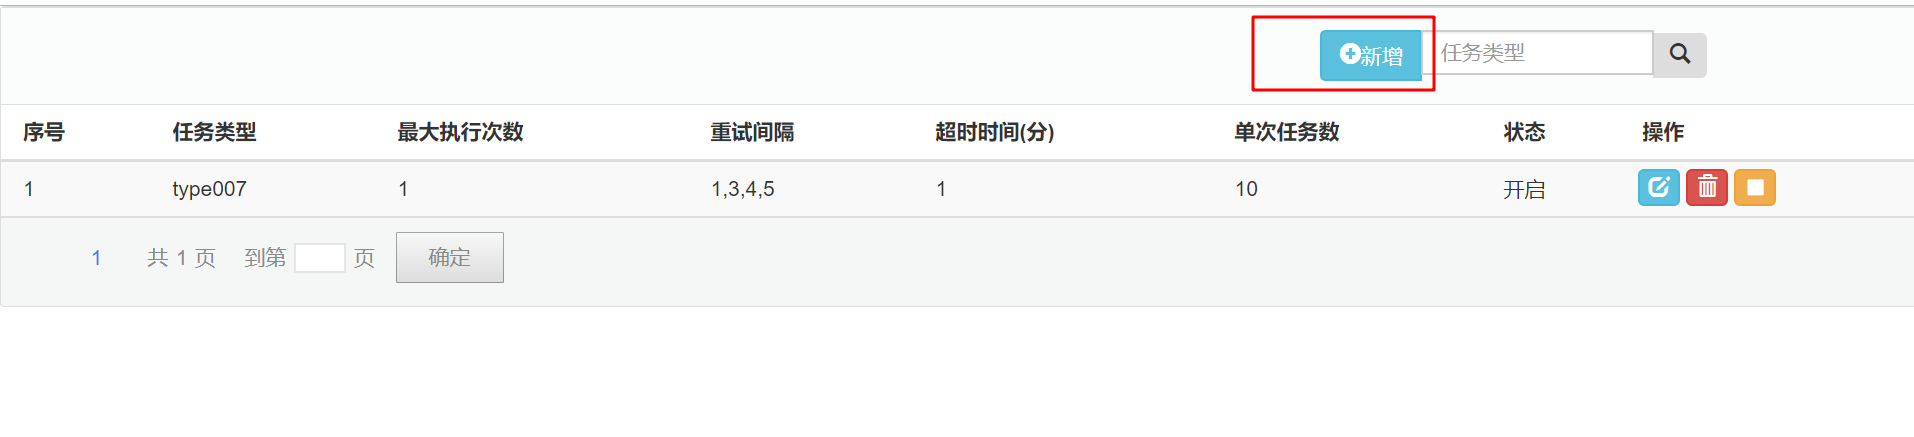 新增 任务类型
序号 任务类型 最大执行次数 重试间隔 超时时间(分) 单次任务数 状态 操作
1 type007 1 1,3,4,5 1 10 开启
1 共 1 页 到第 页 确定